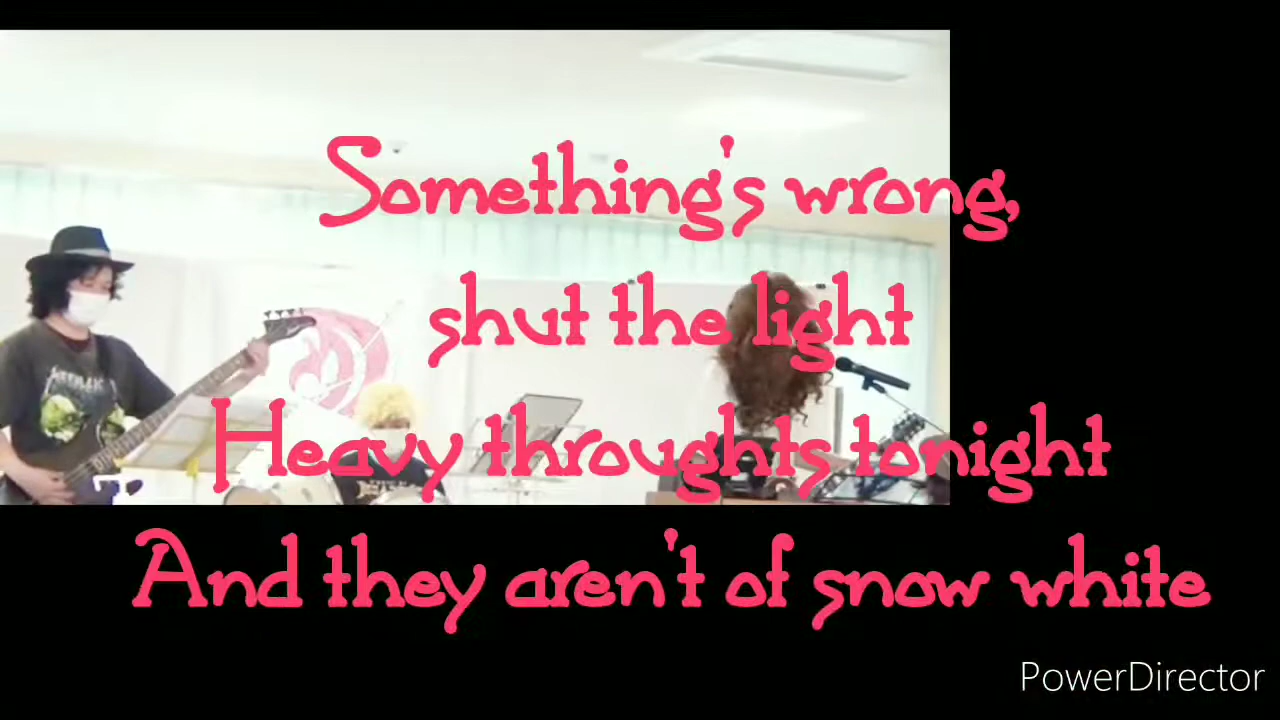 Something's wrong,
shut the light
Heavy throughts tonight
And they aren't of snow white
PowerDirector